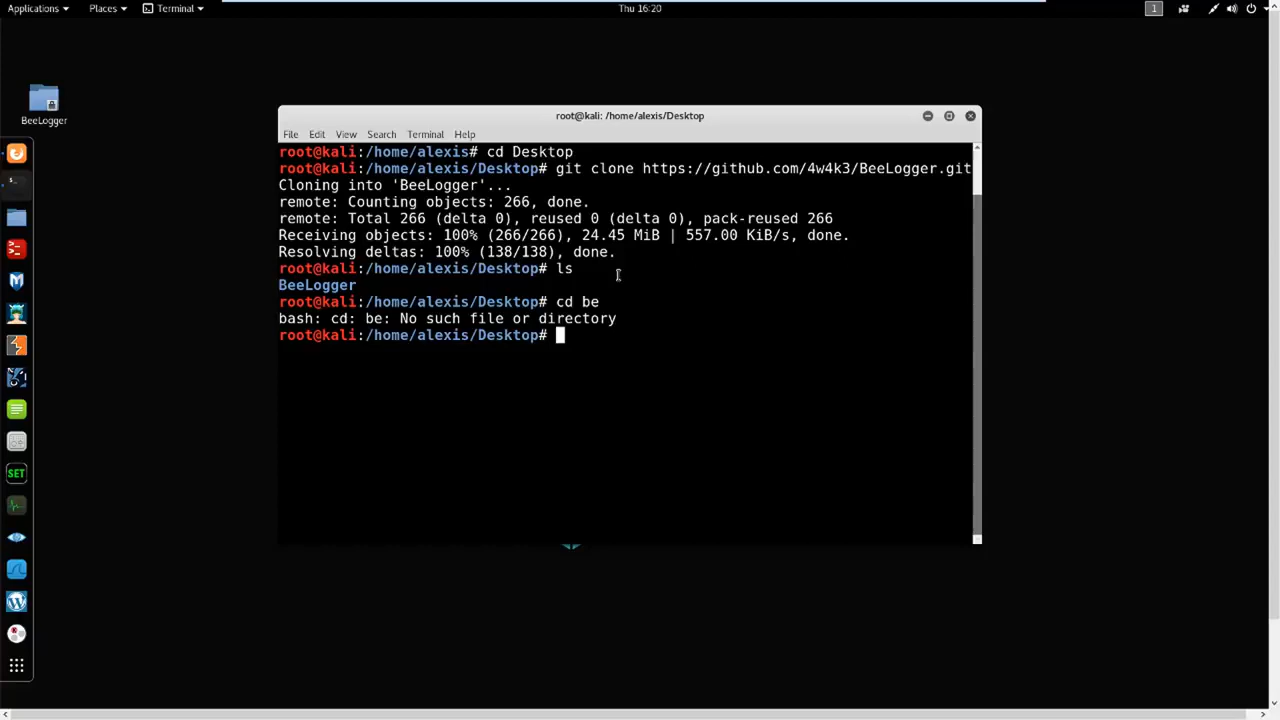 Applications Places Terminal Thu 16:20 1
BeeLogger
root@kali: /home/alexis/Desktop
File Edit View Search Terminal Help
root@kali:/home/alexis# cd Desktop
root@kali:/home/alexis/Desktop# git clone https://github.com/4w4k3/BeeLogger.git
Cloning into 'BeeLogger'...
remote: Counting objects: 266, done.
remote: Total 266 (delta 0), reused 0 (delta 0), pack-reused 266
Receiving objects: 100% (266/266), 24.45 MiB | 557.00 KiB/s, done.
Resolving deltas: 100% (138/138), done.
root@kali:/home/alexis/Desktop# ls
BeeLogger
root@kali:/home/alexis/Desktop# cd be
bash: cd: be: No such file or directory
root@kali:/home/alexis/Desktop#
SET